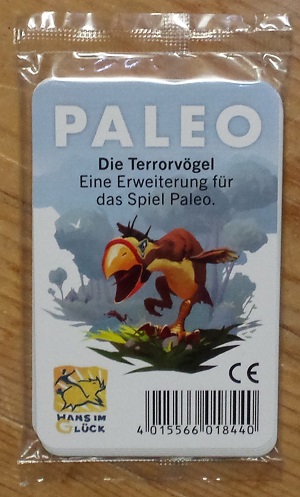 PALEO
Die Terrorvögel
Eine Erweiterung für
das Spiel Paleo.
CE
HANS IM
GLÜCK
4 015566 018440